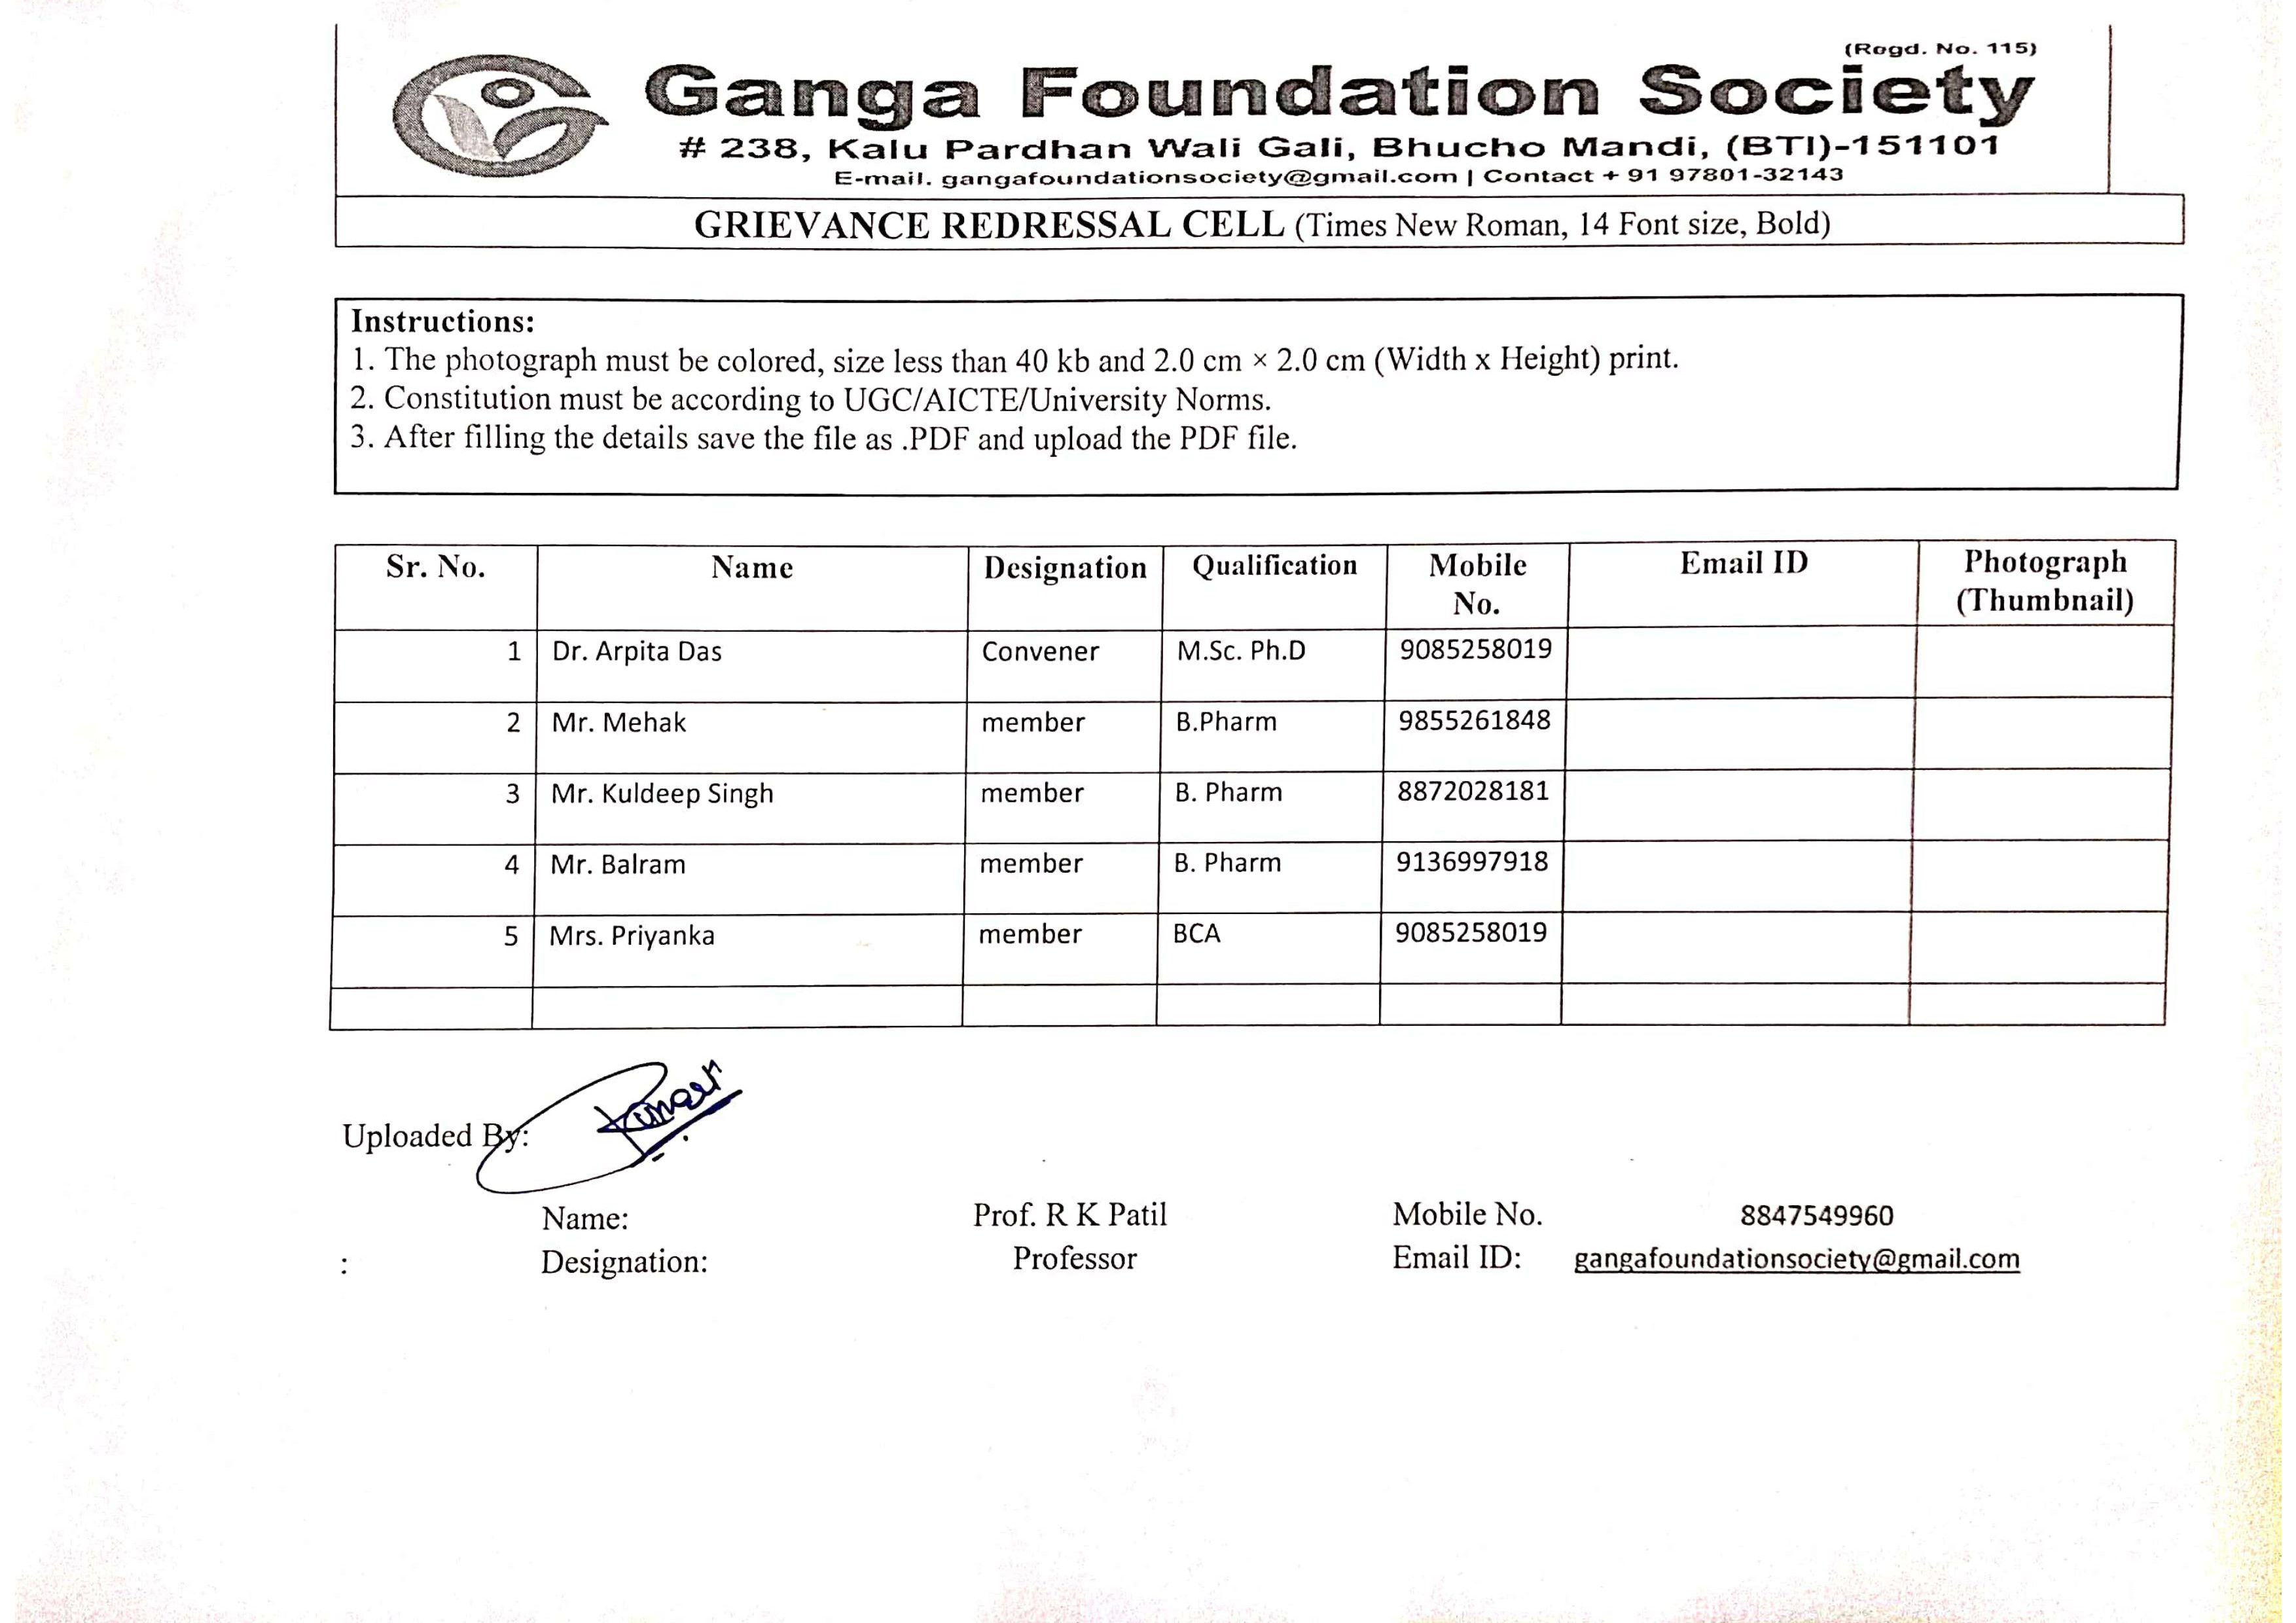 (Regd. No. 115)
Ganga Foundation Society
# 238, Kalu Pardhan Wali Gali, Bhucho Mandi, (BTI)-151101
E-mail. gangafoundationsociety@gmail.com | Contact + 91 97801-32143
GRIEVANCE REDRESSAL CELL (Times New Roman, 14 Font size, Bold)
Instructions:
1. The photograph must be colored, size less than 40 kb and 2.0 cm × 2.0 cm (Width x Height) print.
2. Constitution must be according to UGC/AICTE/University Norms.
3. After filling the details save the file as .PDF and upload the PDF file.
Sr. No. Name Designation Qualification Mobile No. Email ID Photograph (Thumbnail)
1 Dr. Arpita Das Convener M.Sc. Ph.D 9085258019
2 Mr. Mehak member B.Pharm 9855261848
3 Mr. Kuldeep Singh member B. Pharm 8872028181
4 Mr. Balram member B. Pharm 9136997918
5 Mrs. Priyanka member BCA 9085258019
Uploaded By:
Name: Prof. R K Patil Mobile No. 8847549960
: Designation: Professor Email ID: gangafoundationsociety@gmail.com